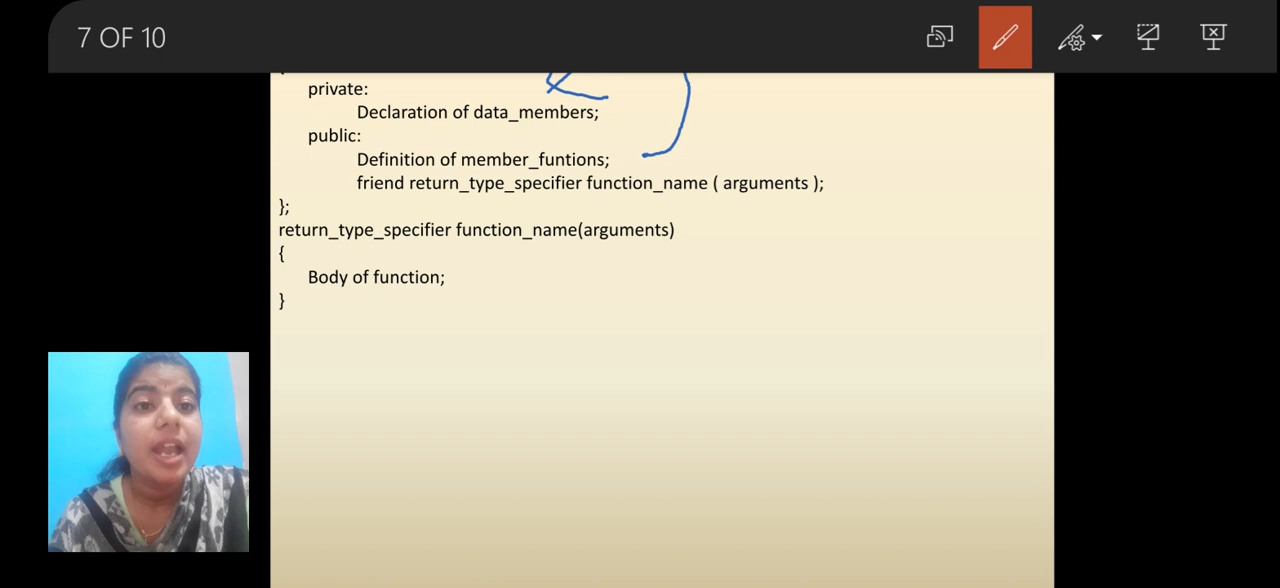 7 OF 10
private:
Declaration of data_members;
public:
Definition of member_funtions;
friend return_type_specifier function_name ( arguments );
};
return_type_specifier function_name(arguments)
{
Body of function;
}